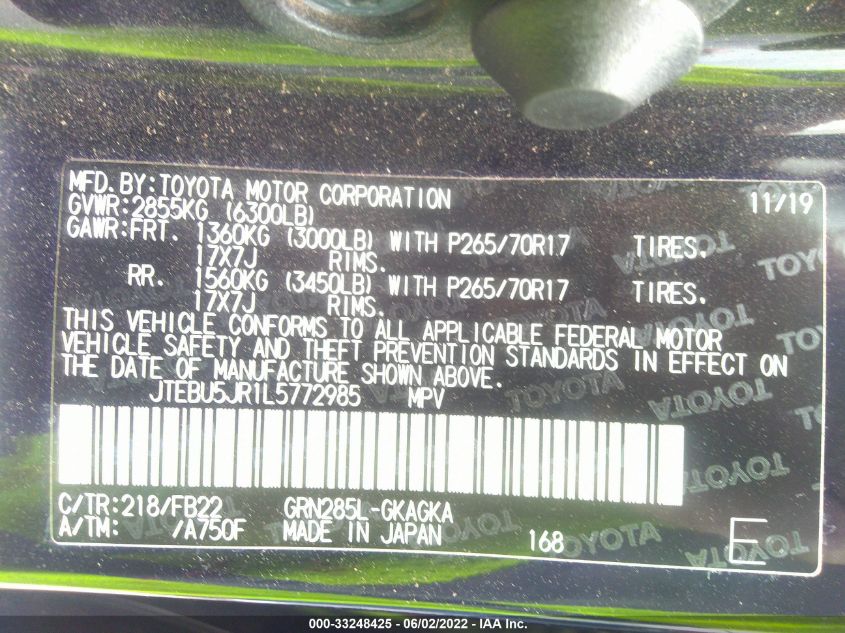 MFD. BY: TOYOTA MOTOR CORPORATION 11/19
GVWR: 2855KG (6300LB)
GAWR: FRT. 1360KG (3000LB) WITH P265/70R17 TIRES.
17X7J RIMS.
RR. 1560KG (3450LB) WITH P265/70R17 TIRES.
17X7J RIMS.
THIS VEHICLE CONFORMS TO ALL APPLICABLE FEDERAL MOTOR
VEHICLE SAFETY AND THEFT PREVENTION STANDARDS IN EFFECT ON
THE DATE OF MANUFACTURE SHOWN ABOVE.
JTEBU5JR1L5772985 MPV
C/TR: 218/FB22 GRN285L-GKAGKA
A/TM: /A750F MADE IN JAPAN 168 E
000-33248425 - 06/02/2022 - IAA Inc.